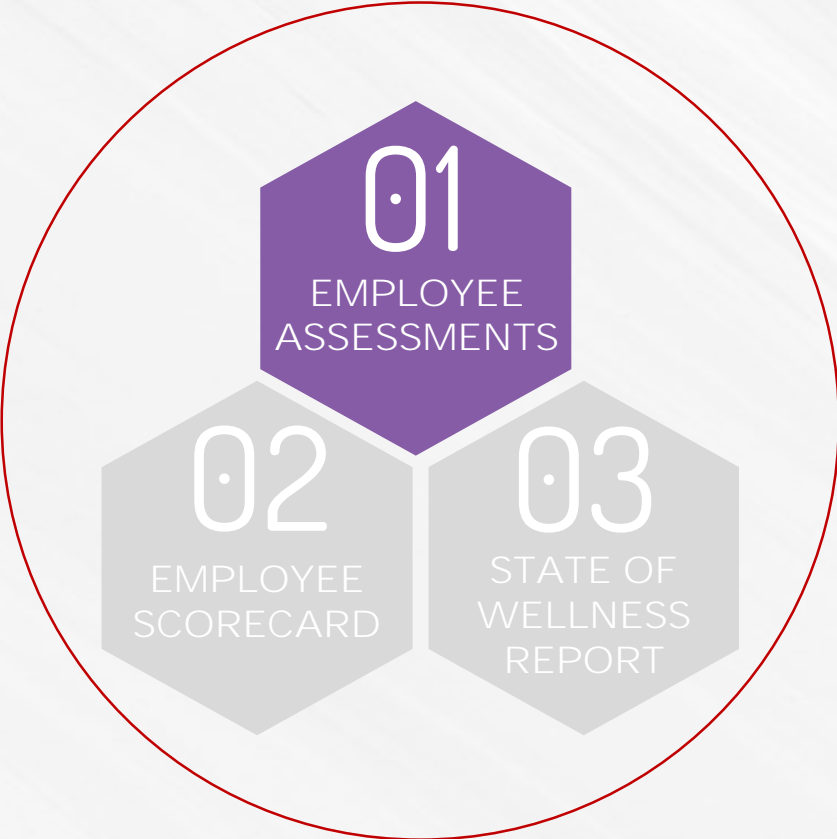 01
EMPLOYEE
ASSESSMENTS
02
EMPLOYEE
SCORECARD
03
STATE OF
WELLNESS
REPORT